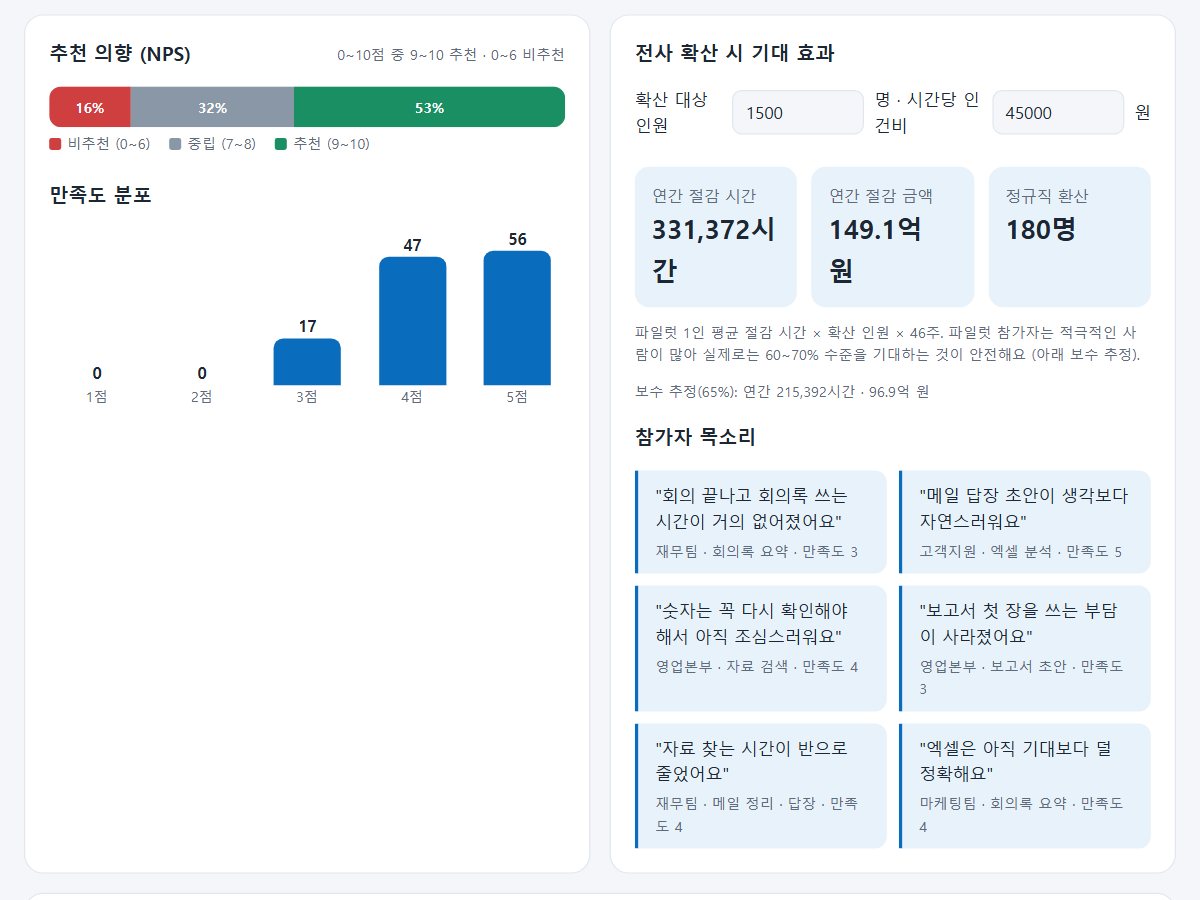 추천 의향 (NPS)
0~10점 중 9~10 추천 · 0~6 비추천
16%
32%
53%
비추천 (0~6)
중립 (7~8)
추천 (9~10)
만족도 분포
0
0
17
47
56
1점
2점
3점
4점
5점
전사 확산 시 기대 효과
확산 대상
인원
1500
명 · 시간당 인
건비
45000
원
연간 절감 시간
331,372시
간
연간 절감 금액
149.1억
원
정규직 환산
180명
파일럿 1인 평균 절감 시간 × 확산 인원 × 46주. 파일럿 참가자는 적극적인 사
람이 많아 실제로는 60~70% 수준을 기대하는 것이 안전해요 (아래 보수 추정).
보수 추정(65%): 연간 215,392시간 · 96.9억 원
참가자 목소리
"회의 끝나고 회의록 쓰는
시간이 거의 없어졌어요"
재무팀 · 회의록 요약 · 만족도 3
"메일 답장 초안이 생각보다
자연스러워요"
고객지원 · 엑셀 분석 · 만족도 5
"숫자는 꼭 다시 확인해야
해서 아직 조심스러워요"
영업본부 · 자료 검색 · 만족도 4
"보고서 첫 장을 쓰는 부담
이 사라졌어요"
영업본부 · 보고서 초안 · 만족도
3
"자료 찾는 시간이 반으로
줄었어요"
재무팀 · 메일 정리 · 답장 · 만족
도 4
"엑셀은 아직 기대보다 덜
정확해요"
마케팅팀 · 회의록 요약 · 만족도
4